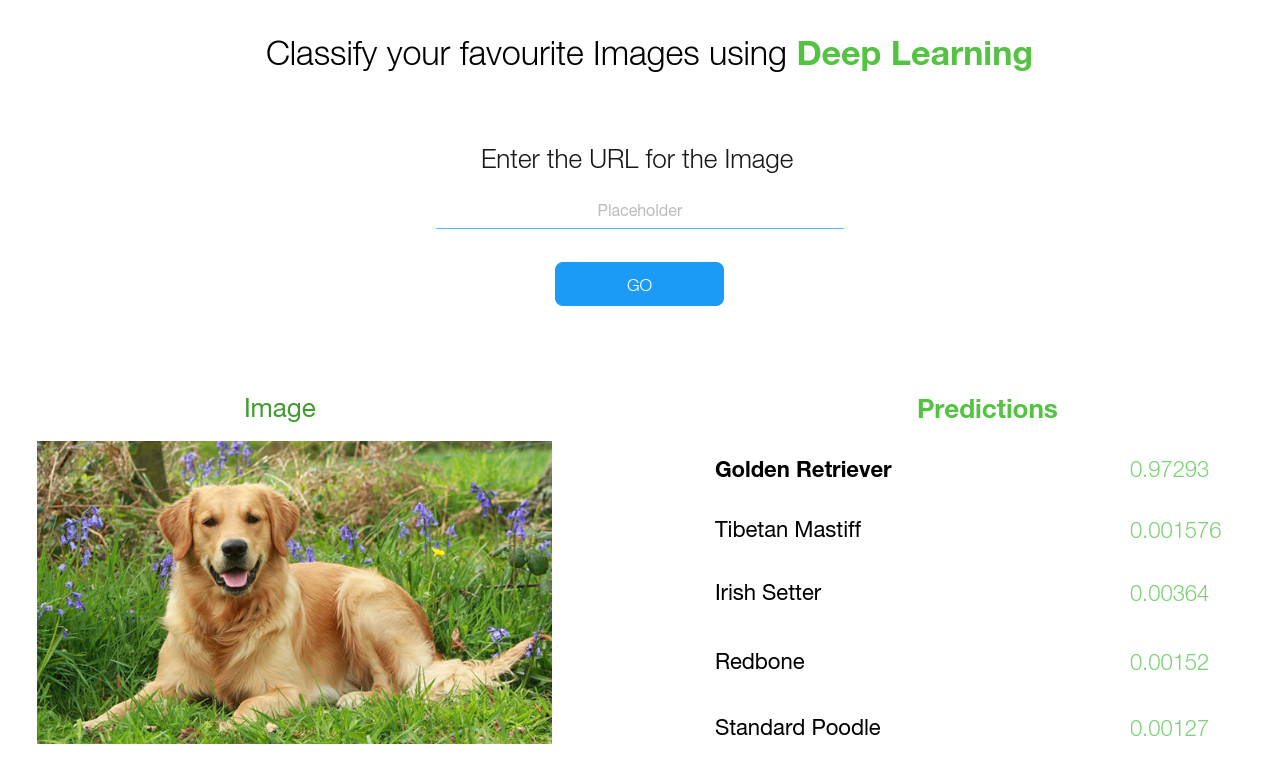 Classify your favourite Images using Deep Learning
Enter the URL for the Image
Placeholder
GO
Image
Predictions
Golden Retriever 0.97293
Tibetan Mastiff 0.001576
Irish Setter 0.00364
Redbone 0.00152
Standard Poodle 0.00127